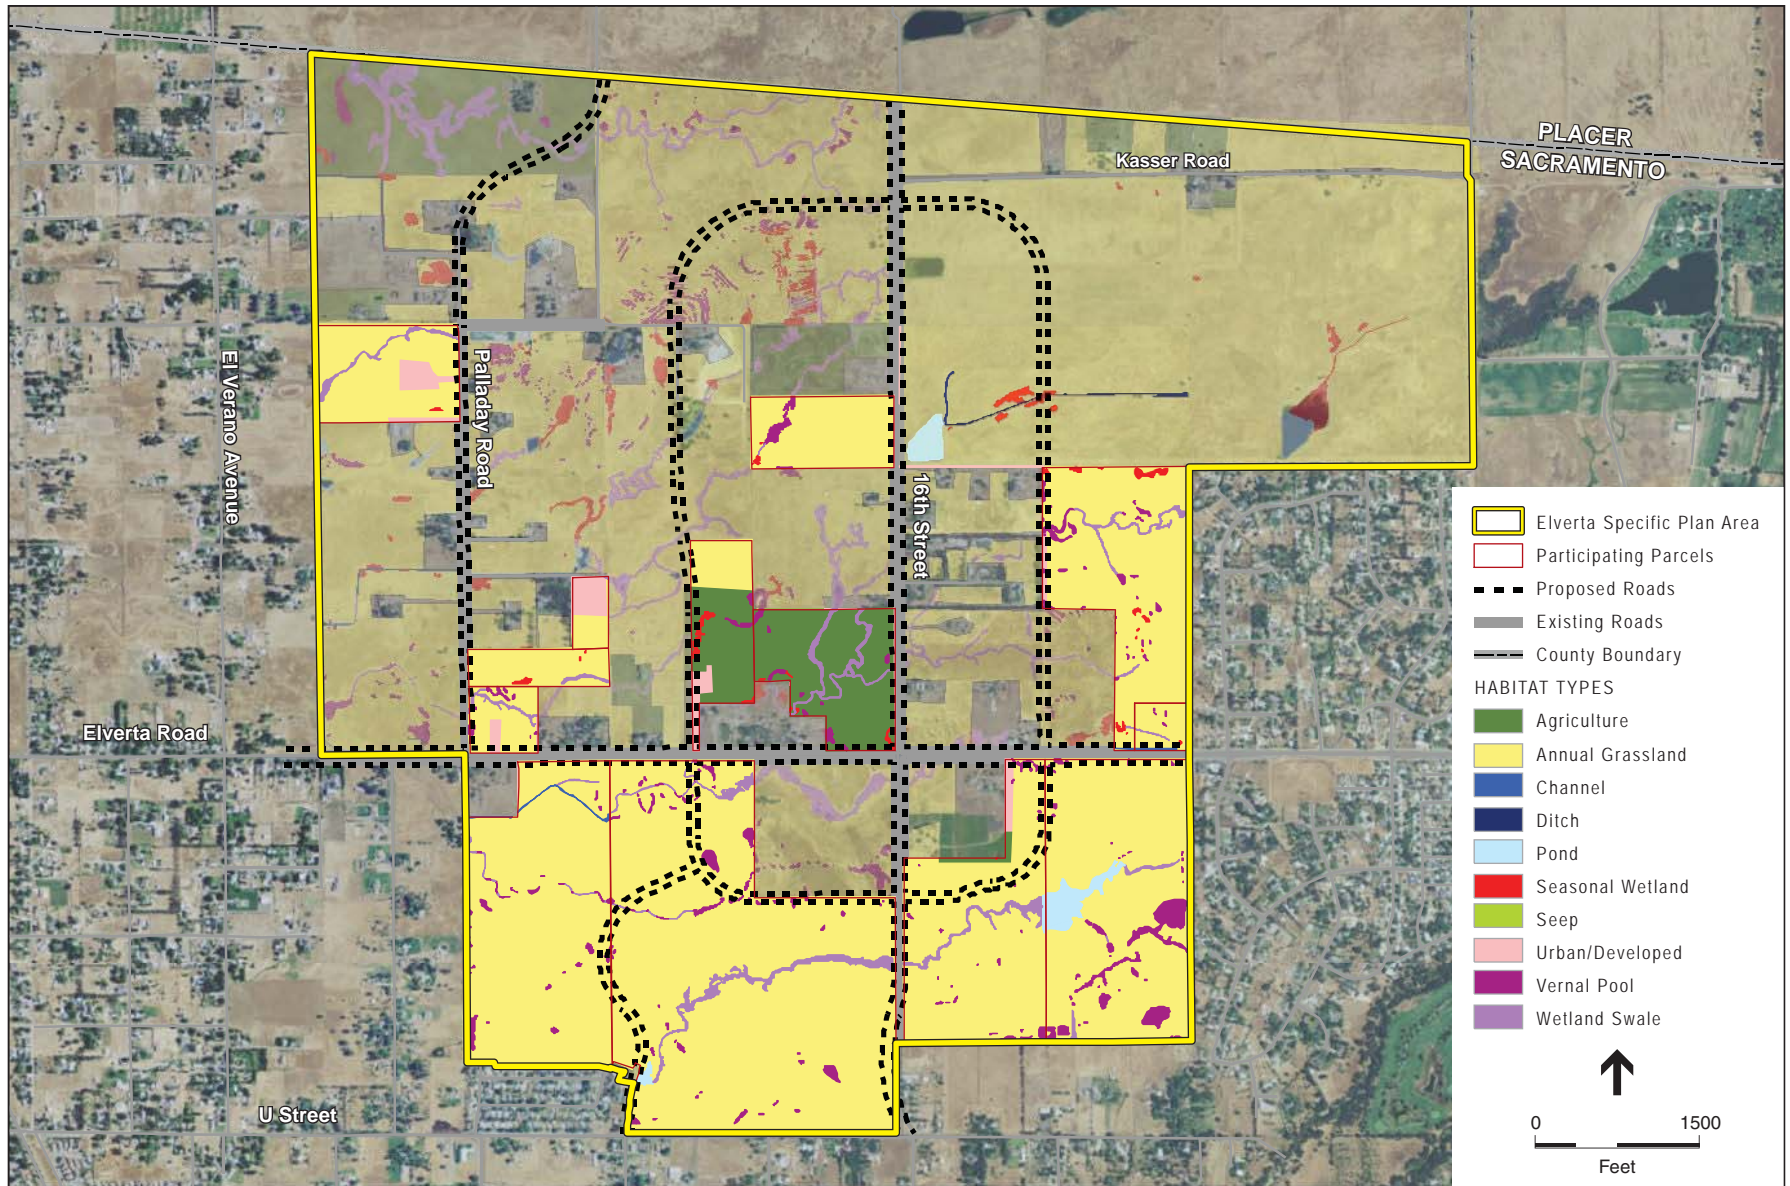 PLACER
SACRAMENTO
Kasser Road
El Verano Avenue
Palladay Road
16th Street
Elverta Road
U Street
Elverta Specific Plan Area
Participating Parcels
Proposed Roads
Existing Roads
County Boundary
HABITAT TYPES
Agriculture
Annual Grassland
Channel
Ditch
Pond
Seasonal Wetland
Seep
Urban/Developed
Vernal Pool
Wetland Swale
0 1500
Feet